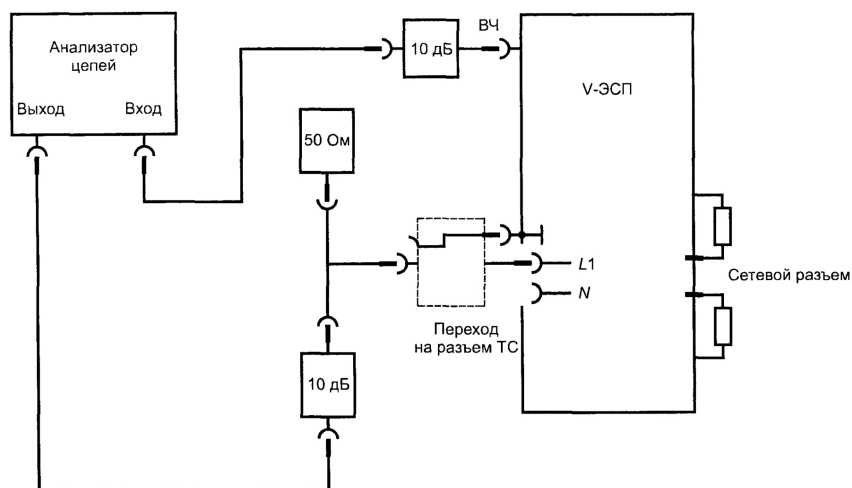 Анализатор
цепей
Выход
Вход
10 дБ
ВЧ
V-ЭСП
50 Ом
L1
N
Сетевой разъем
Переход
на разъем ТС
10 дБ